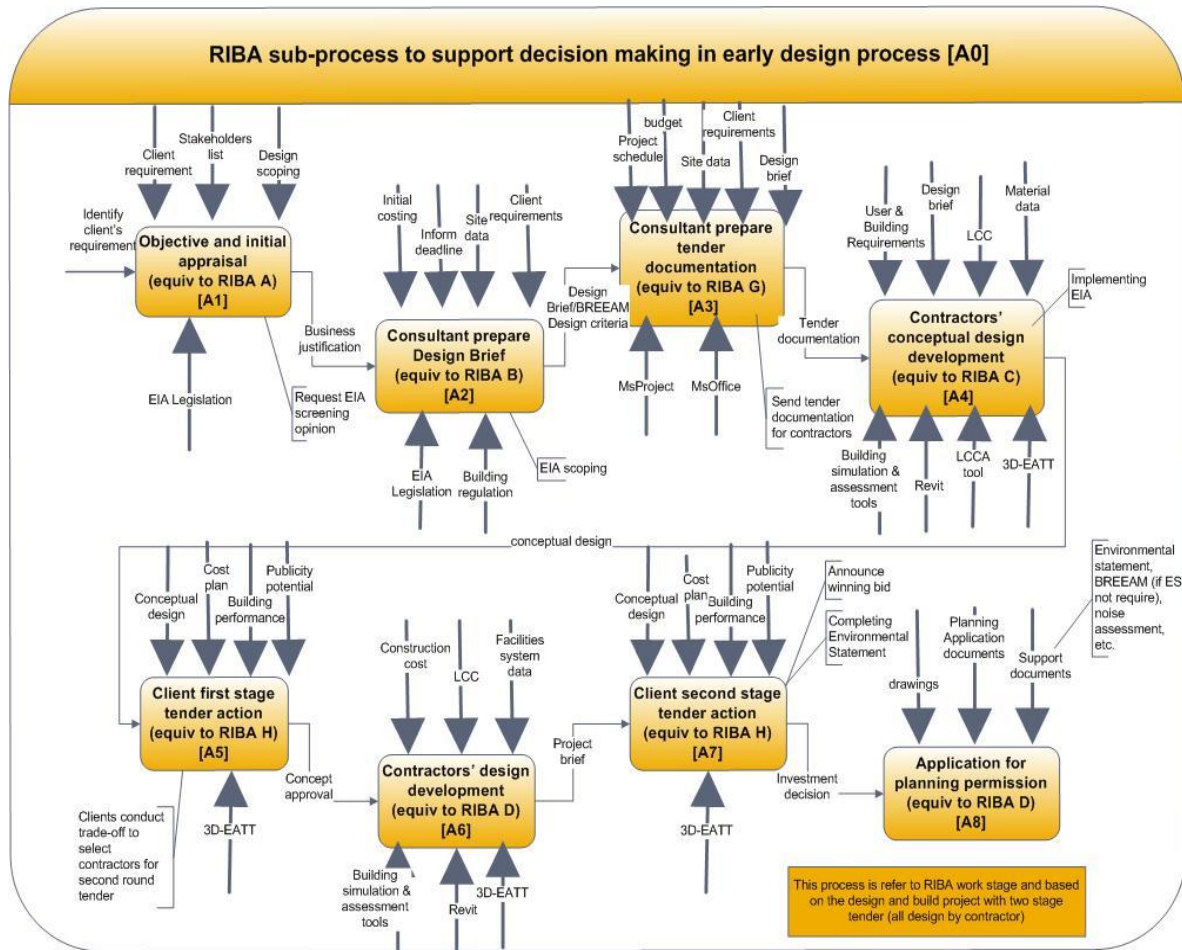 RIBA sub-process to support decision making in early design process [A0]
Client
requirement
Stakeholders
list
Design
scoping
Identify
client's
requirement
Objective and initial
appraisal
(equiv to RIBA A)
[A1]
EIA Legislation
Request EIA
screening
opinion
Business
justification
Initial
costing
Inform
deadline
Site
data
Client
requirements
Consultant prepare
Design Brief
(equiv to RIBA B)
[A2]
EIA
Legislation
Building
regulation
EIA scoping
Design
Brief/BREEAM
Design criteria
Project
schedule
budget
Site data
Client
requirements
Design
brief
Consultant prepare
tender
documentation
(equiv to RIBA G)
[A3]
MsProject
MsOffice
Send tender
documentation
for contractors
Tender
documentation
User &
Building
Requirements
Design
brief
LCC
Material
data
Implementing
EIA
Contractors'
conceptual design
development
(equiv to RIBA C)
[A4]
Building
simulation &
assessment
tools
Revit
LCCA
tool
3D-EATT
conceptual design
Conceptual
design
Cost
plan
Building
performance
Publicity
potential
Client first stage
tender action
(equiv to RIBA H)
[A5]
Clients conduct
trade-off to
select
contractors for
second round
tender
3D-EATT
Concept
approval
Construction
cost
LCC
Facilities
system
data
Contractors' design
development
(equiv to RIBA D)
[A6]
Building
simulation &
assessment
tools
Revit
3D-EATT
Project
brief
Conceptual
design
Cost
plan
Building
performance
Publicity
potential
Announce
winning bid
Completing
Environmental
Statement
Client second stage
tender action
(equiv to RIBA H)
[A7]
3D-EATT
Investment
decision
drawings
Planning
Application
documents
Support
documents
Environmental
statement,
BREEAM (if ES
not require),
noise
assessment,
etc.
Application for
planning permission
(equiv to RIBA D)
[A8]
This process is refer to RIBA work stage and based
on the design and build project with two stage
tender (all design by contractor)